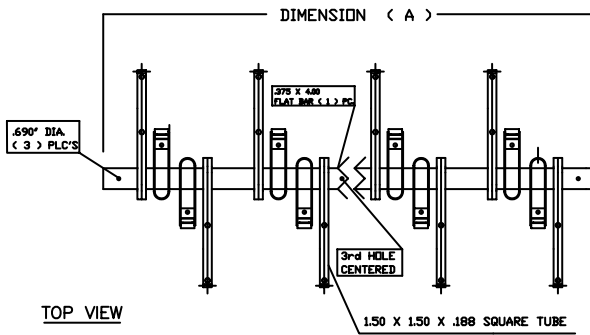 DIMENSION ( A )
.375 X 4.00
FLAT BAR ( 1 ) PC.
.690" DIA.
( 3 ) PLC'S
3rd HOLE
CENTERED
TOP VIEW
1.50 X 1.50 X .188 SQUARE TUBE